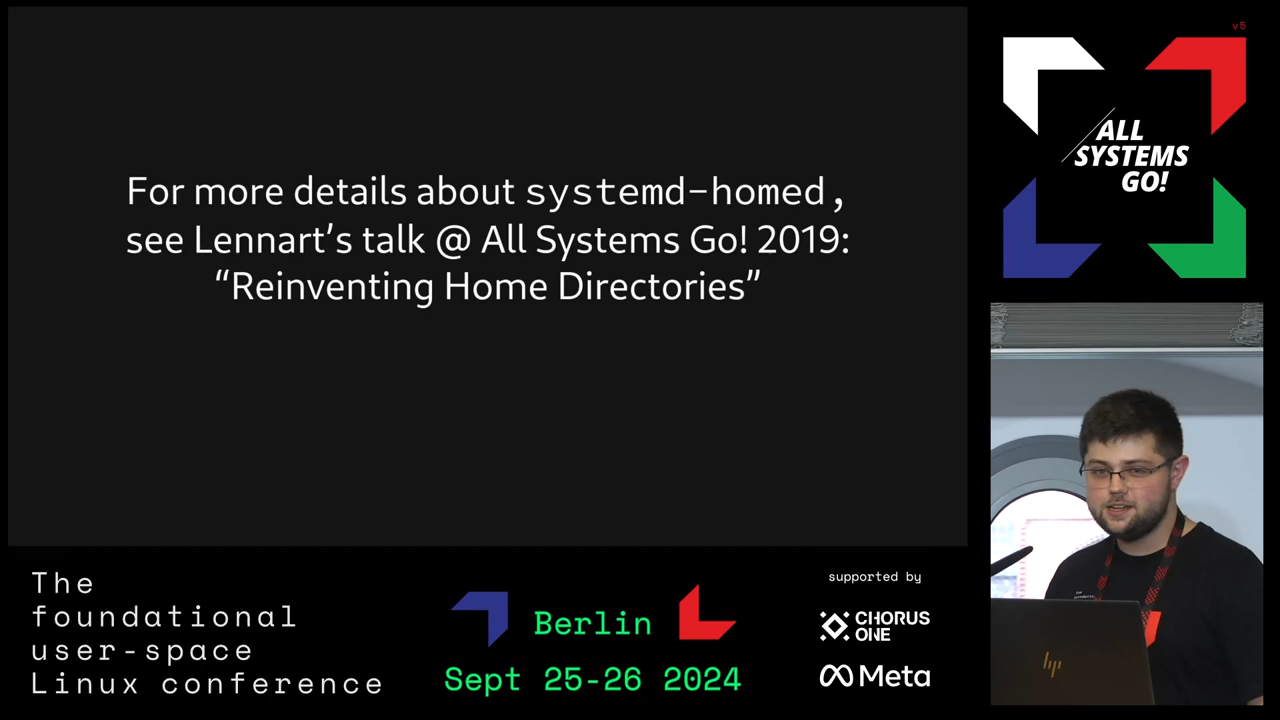 For more details about systemd-homed,
see Lennart’s talk @ All Systems Go! 2019:
“Reinventing Home Directories”
v5
ALL
SYSTEMS
GO!
The
foundational
user-space
Linux conference
Berlin
Sept 25-26 2024
supported by
CHORUS
ONE
Meta
hp